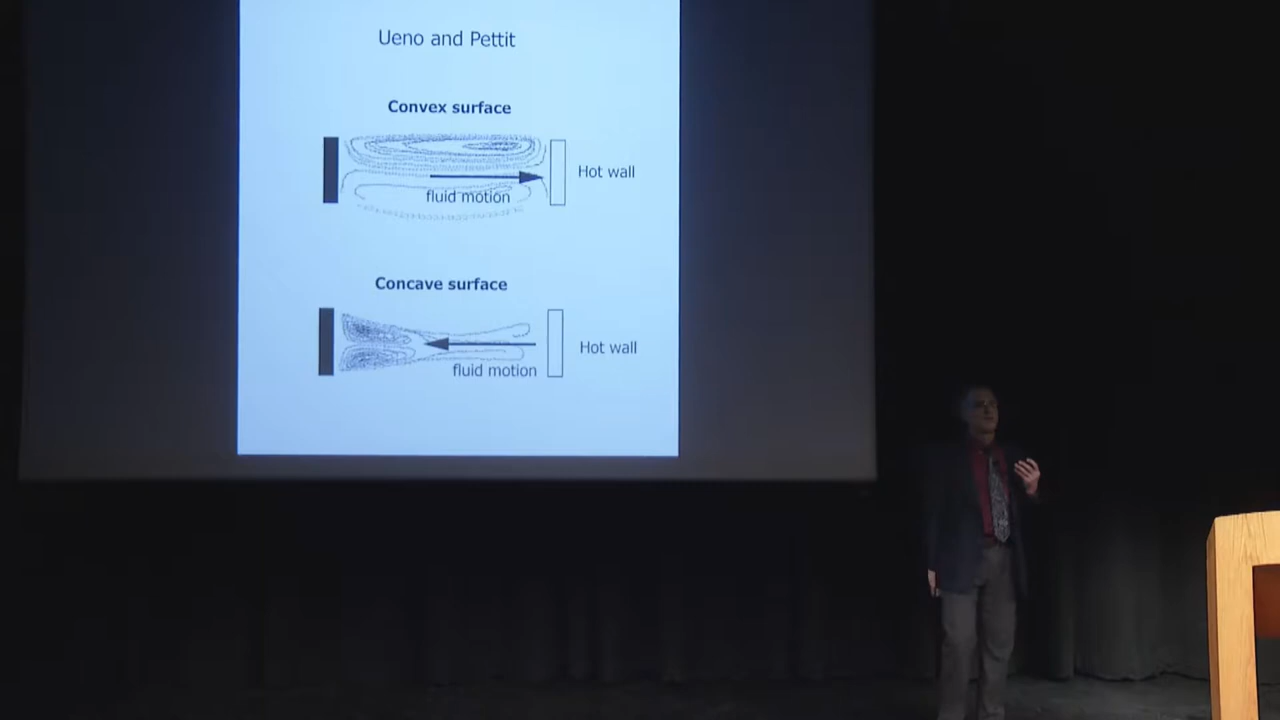 Ueno and Pettit
Convex surface
Hot wall
fluid motion
Concave surface
Hot wall
fluid motion